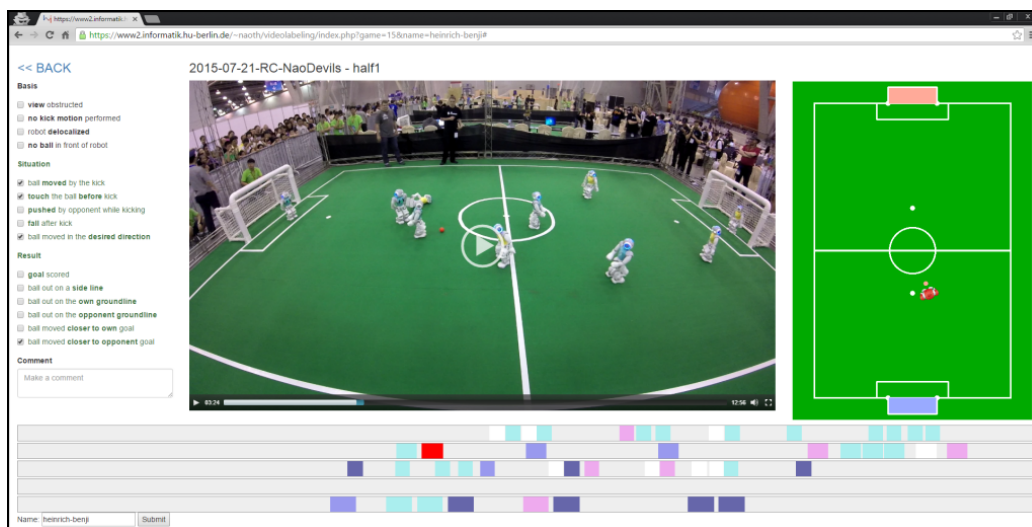 https://www2.informatik.h
https://www2.informatik.hu-berlin.de/~naoth/videolabeling/index.php?game=15&name=heinrich-benji#
<< BACK
2015-07-21-RC-NaoDevils - half1
Basis
view obstructed
no kick motion performed
robot delocalized
no ball in front of robot
Situation
ball moved by the kick
touch the ball before kick
pushed by opponent while kicking
fall after kick
ball moved in the desired direction
Result
goal scored
ball out on a side line
ball out on the own groundline
ball out on the opponent groundline
ball moved closer to own goal
ball moved closer to opponent goal
Comment
Make a comment
03:24
12:56
Name: heinrich-benji Submit